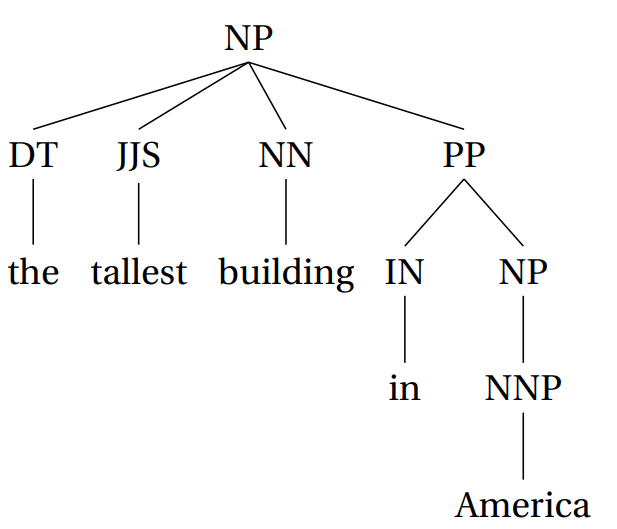 NP
DT JJS NN PP
the tallest building IN NP
in NNP
America